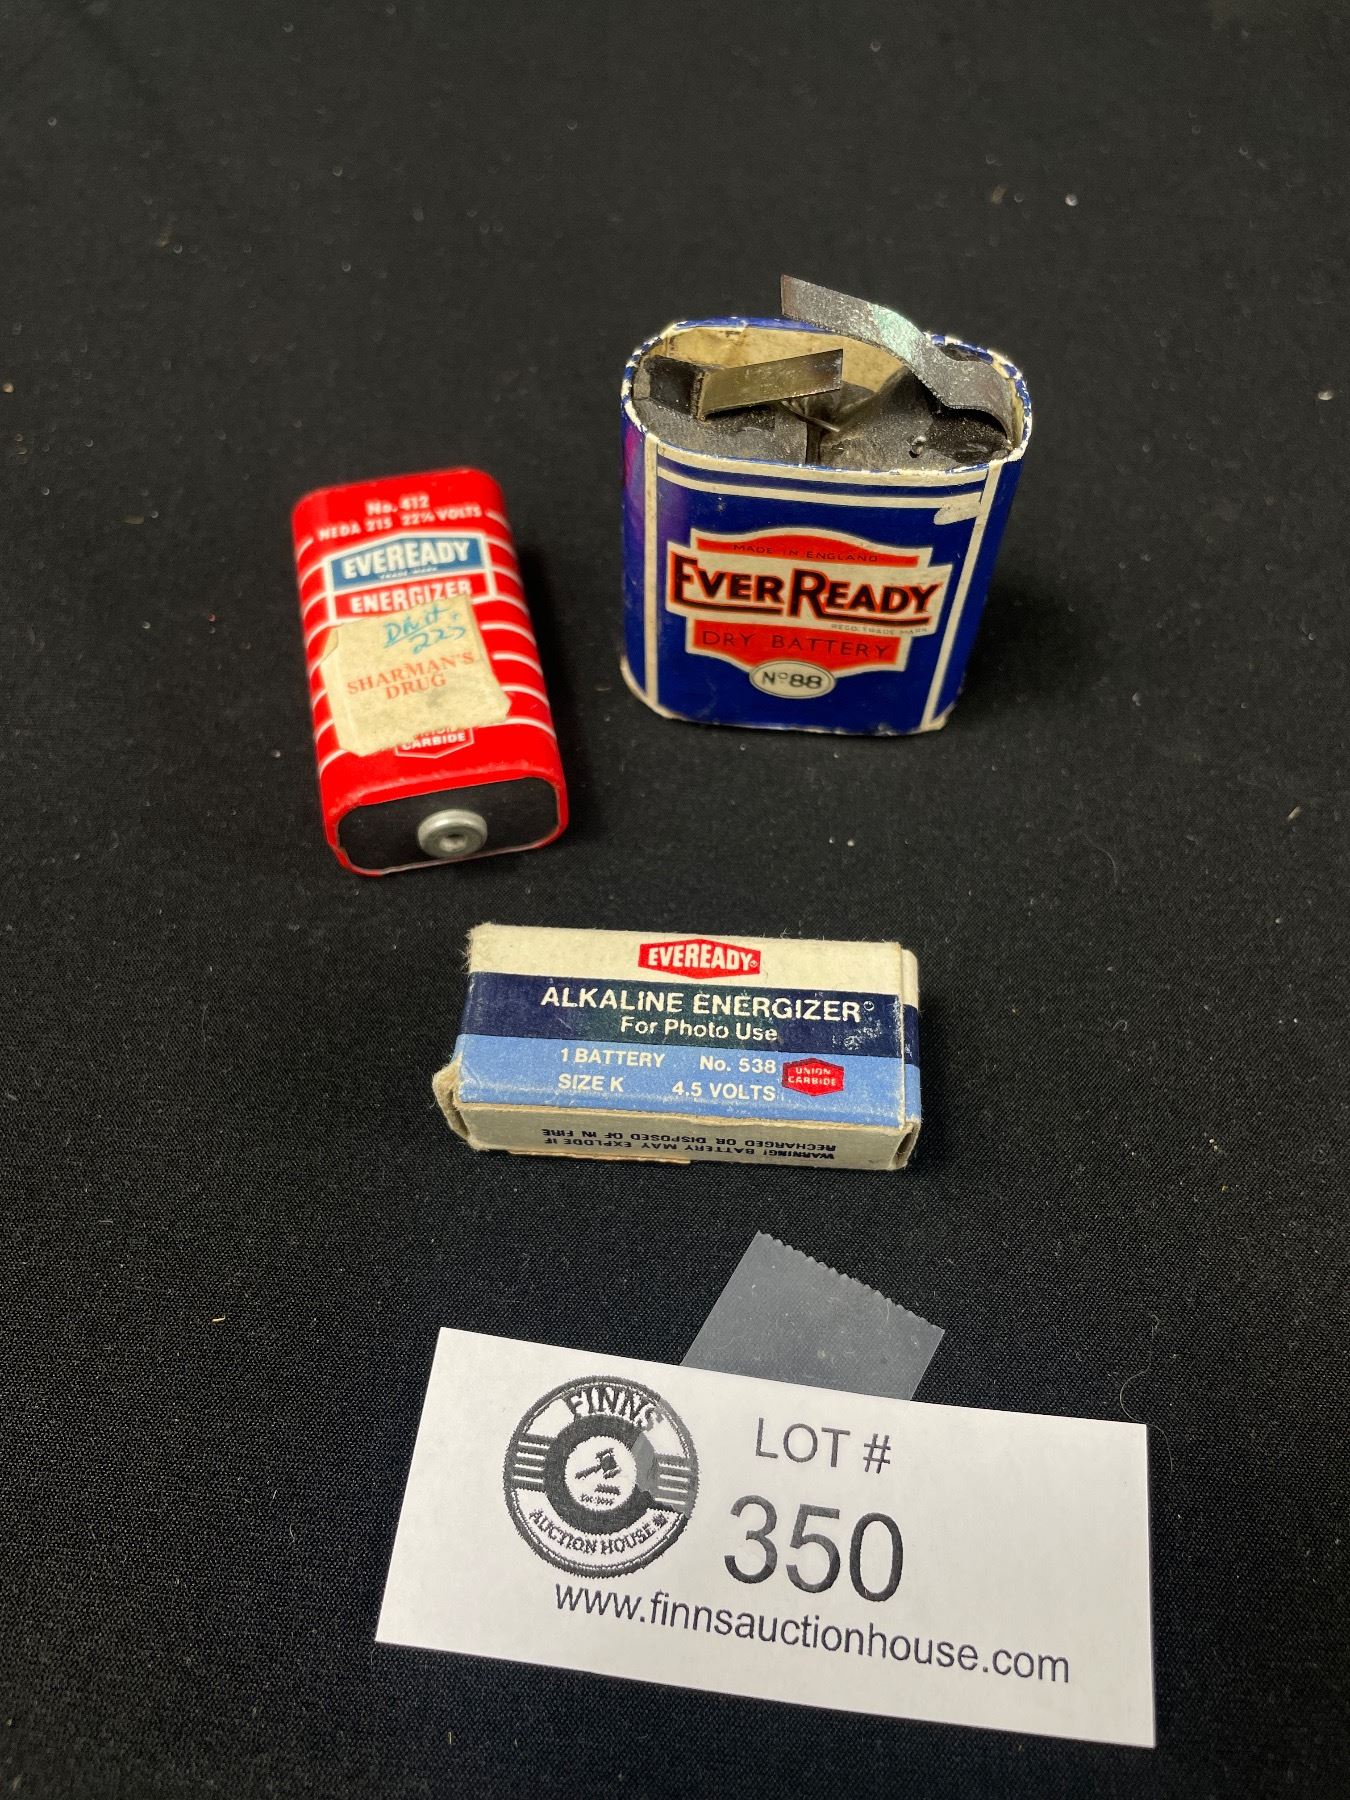 No. 412
NEDA 215 22½ VOLTS
EVEREADY
TRADE-MARK
ENERGIZER
225
SHARMAN'S
DRUG
CARBIDE
MADE IN ENGLAND
EVER READY
REGD. TRADE MARK
DRY BATTERY
Nº 88
EVEREADY
ALKALINE ENERGIZER
For Photo Use
1 BATTERY No. 538
SIZE K 4.5 VOLTS
UNION
CARBIDE
WARNING! BATTERY MAY EXPLODE IF
RECHARGED OR DISPOSED OF IN FIRE
FINNS
AUCTION HOUSE
LOT #
350
www.finnsauctionhouse.com